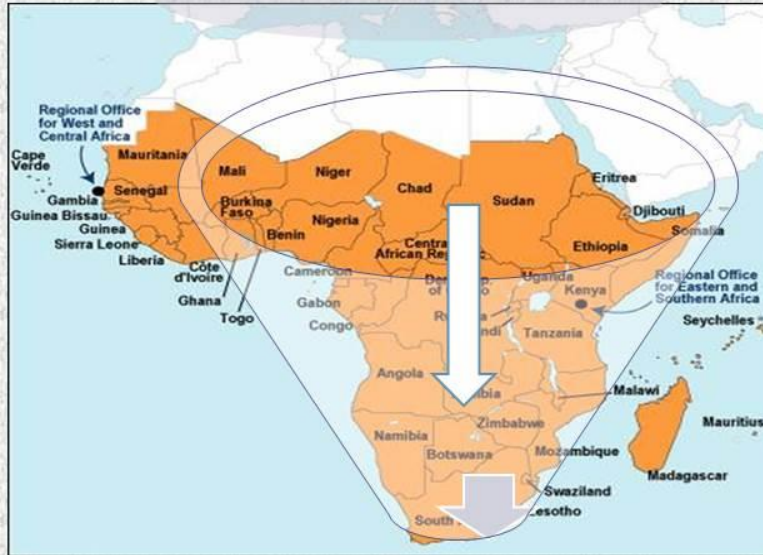 Regional Office
for West and
Central Africa
Cape
Verde
Mauritania
Mali
Niger
Chad
Sudan
Eritrea
Senegal
Gambia
Guinea Bissau
Guinea
Sierra Leone
Liberia
Burkina
Faso
Benin
Nigeria
Djibouti
Somalia
Ethiopia
Central
African Re
Côte
d'Ivoire
Ghana
Togo
Cameroon
Gabon
Congo
Uganda
Kenya
Regional Office
for Eastern and
Southern Africa
Seychelles
Tanzania
Angola
Malawi
Zimbabwe
Namibia
Botswana
Mozambique
Mauritius
Madagascar
Swaziland
South